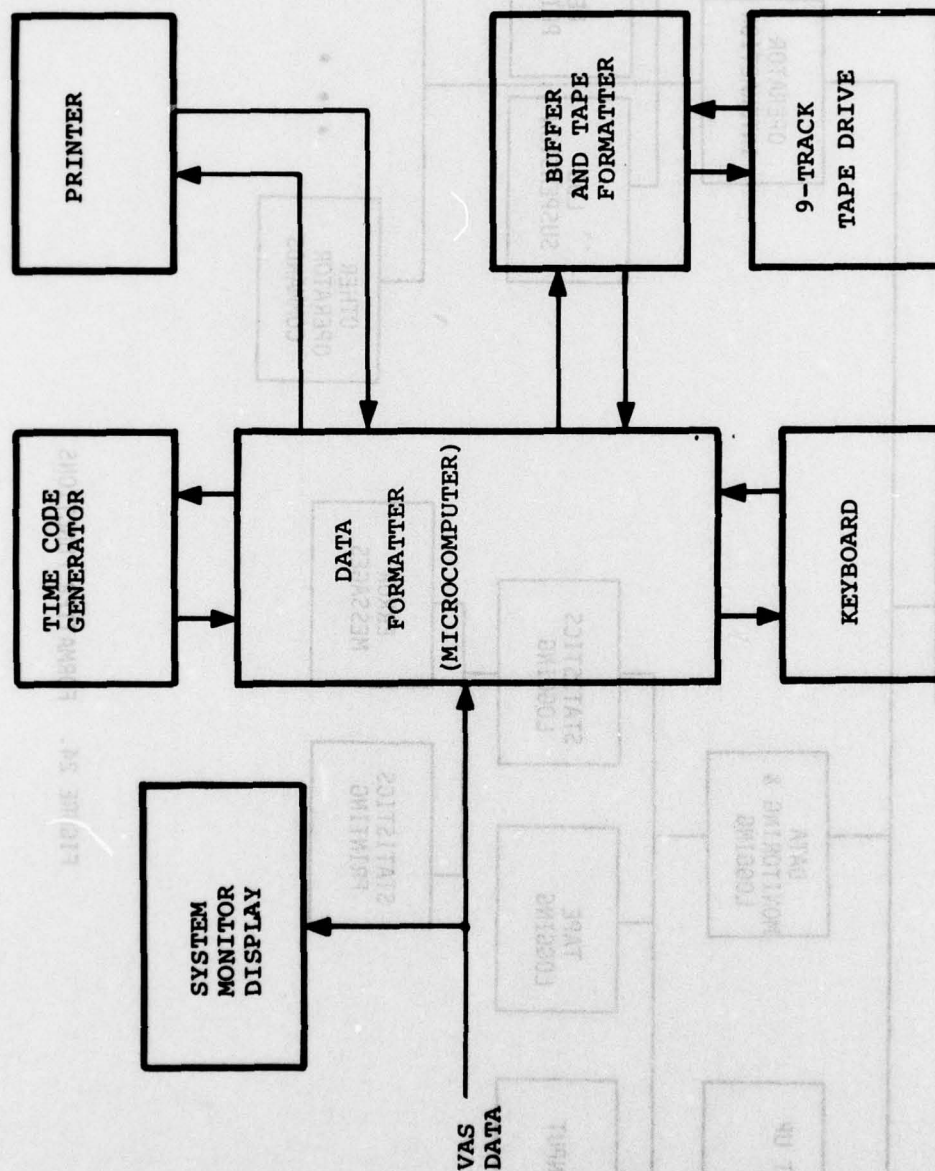 TIME CODE
GENERATOR
PRINTER
SYSTEM
MONITOR
DISPLAY
DATA
FORMATTER
(MICROCOMPUTER)
VAS
DATA
BUFFER
AND TAPE
FORMATTER
KEYBOARD
9-TRACK
TAPE DRIVE